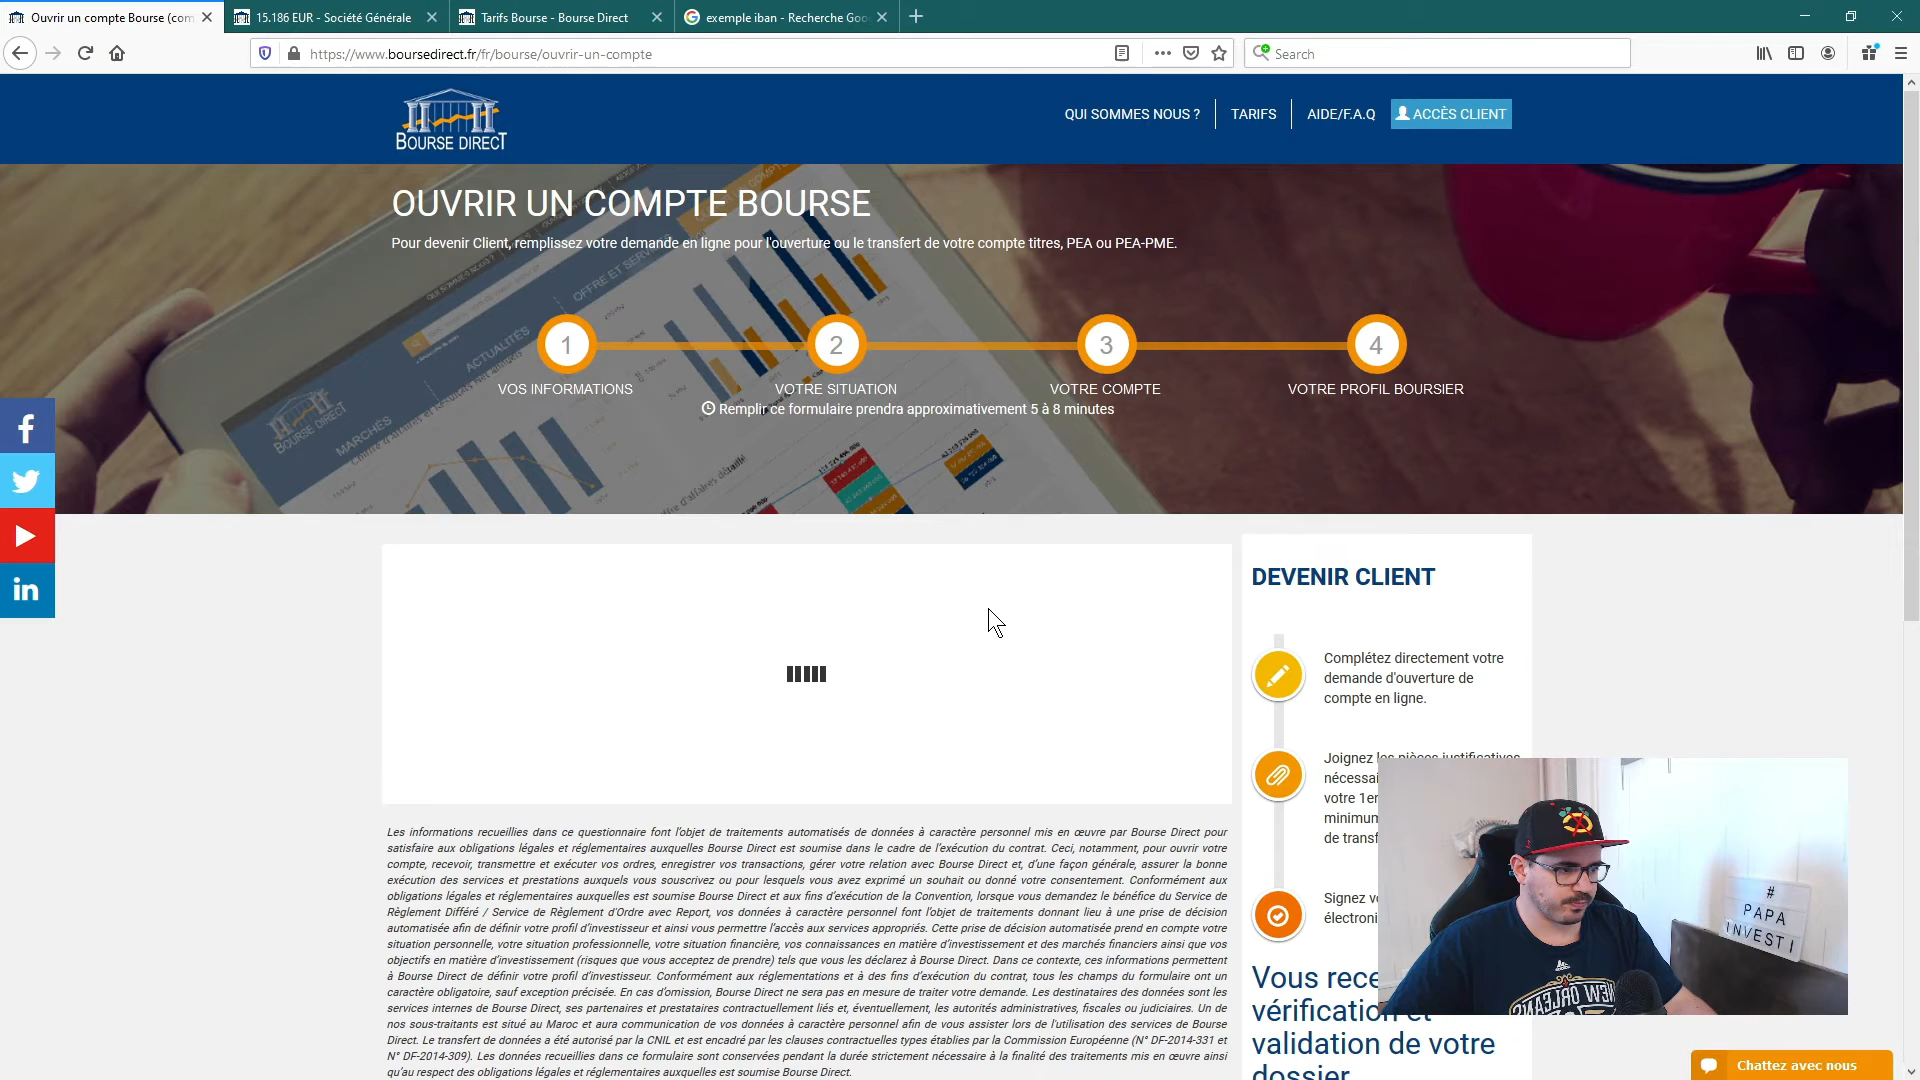 Ouvrir un compte Bourse (com
15.186 EUR - Société Générale
Tarifs Bourse - Bourse Direct
exemple iban - Recherche Goo
https://www.boursedirect.fr/fr/bourse/ouvrir-un-compte
Search
BOURSE DIRECT
QUI SOMMES NOUS ?
TARIFS
AIDE/F.A.Q
ACCÈS CLIENT
OUVRIR UN COMPTE BOURSE
Pour devenir Client, remplissez votre demande en ligne pour l'ouverture ou le transfert de votre compte titres, PEA ou PEA-PME.
OFFRE ET SERVICES
ACTUALITÉS
MARCHÉS
BOURSE DIRECT
1
2
3
4
VOS INFORMATIONS
VOTRE SITUATION
VOTRE COMPTE
VOTRE PROFIL BOURSIER
Remplir ce formulaire prendra approximativement 5 à 8 minutes
DEVENIR CLIENT
Complétez directement votre
demande d'ouverture de
compte en ligne.
Joignez les pièces justificatives
nécessai
votre 1er
minimum
de transf
Signez vo
électroni
Vous rece
vérification et
validation de votre
dossier
Les informations recueillies dans ce questionnaire font l'objet de traitements automatisés de données à caractère personnel mis en œuvre par Bourse Direct pour
satisfaire aux obligations légales et réglementaires auxquelles Bourse Direct est soumise dans le cadre de l'exécution du contrat. Ceci, notamment, pour ouvrir votre
compte, recevoir, transmettre et exécuter vos ordres, enregistrer vos transactions, gérer votre relation avec Bourse Direct et, d'une façon générale, assurer la bonne
exécution des services et prestations auxquels vous souscrivez ou pour lesquels vous avez exprimé un souhait ou donné votre consentement. Conformément aux
obligations légales et réglementaires auxquelles Bourse Direct est soumise et aux fins d'exécution de la Convention, lorsque vous demandez le bénéfice du Service de
Règlement Différé / Service de Règlement d'Ordre avec Report, vos données à caractère personnel font l'objet de traitements donnant lieu à une prise de décision
automatisée afin de définir votre profil d'investisseur et ainsi vous permettre l'accès aux services appropriés. Cette prise de décision automatisée prend en compte votre
situation personnelle, votre situation professionnelle, votre situation financière, vos connaissances en matière d'investissement et des marchés financiers ainsi que vos
objectifs en matière d'investissement (risques que vous acceptez de prendre) tels que vous les déclarez à Bourse Direct. Dans ce contexte, ces informations permettent
à Bourse Direct de définir votre profil d'investisseur. Conformément aux réglementations et à des fins d'exécution du contrat, tous les champs du formulaire ont un
caractère obligatoire, sauf exception précisée. En cas d'omission, Bourse Direct ne sera pas en mesure de traiter votre demande. Les destinataires des données sont les
services internes de Bourse Direct, ses partenaires et prestataires contractuellement liés et, éventuellement, les autorités administratives, fiscales ou judiciaires. Un de
nos sous-traitants est situé au Maroc et aura communication de vos données à caractère personnel afin de vous assister lors de l'utilisation des services de Bourse
Direct. Le transfert de données a été autorisé par la CNIL et est encadré par les clauses contractuelles types établies par la Commission Européenne (N° DF-2014-331 et
N° DF-2014-309). Les données recueillies dans ce formulaire sont conservées pendant la durée strictement nécessaire à la finalité des traitements mis en œuvre ainsi
qu'au respect des obligations légales et réglementaires auxquelles est soumise Bourse Direct.
#
PAPA
INVEST I
NEW ORLEANS
Chattez avec nous